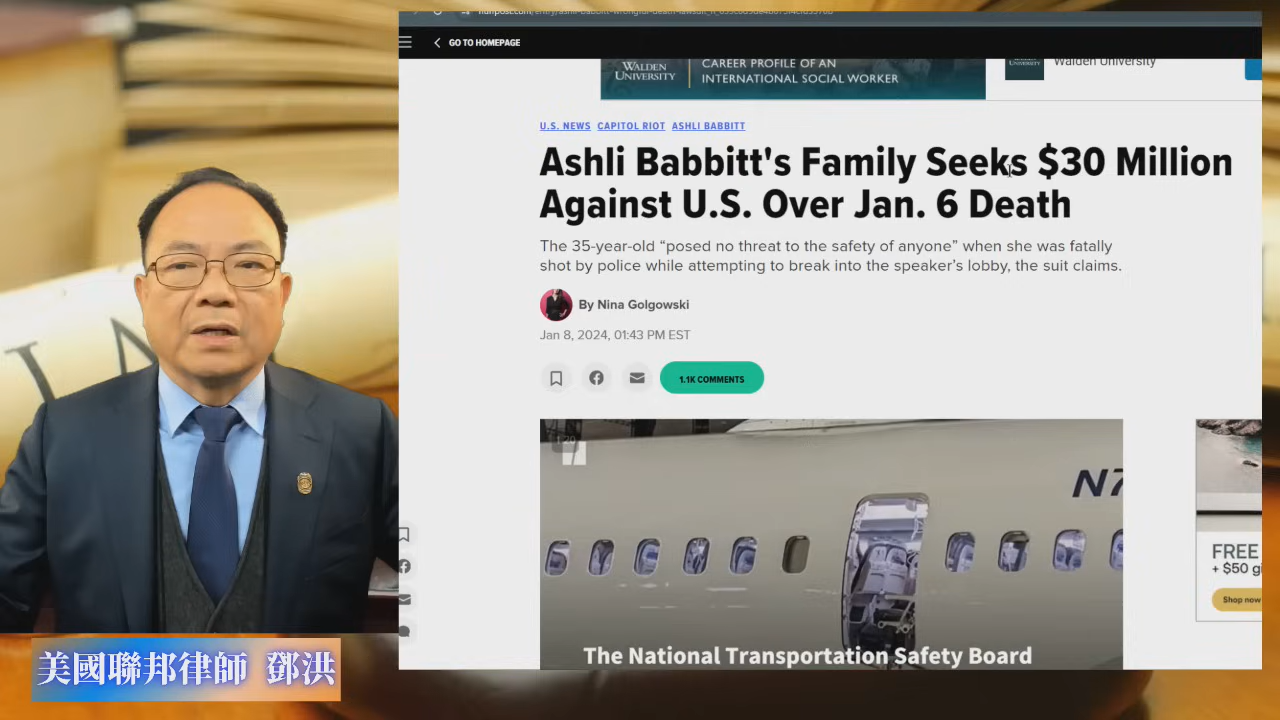 GO TO HOMEPAGE
WALDEN UNIVERSITY
CAREER PROFILE OF AN
INTERNATIONAL SOCIAL WORKER
Walden University
U.S. NEWS CAPITOL RIOT ASHLI BABBITT
Ashli Babbitt's Family Seeks $30 Million
Against U.S. Over Jan. 6 Death
The 35-year-old “posed no threat to the safety of anyone” when she was fatally
shot by police while attempting to break into the speaker’s lobby, the suit claims.
By Nina Golgowski
Jan 8, 2024, 01:43 PM EST
1.1K COMMENTS
N7
The National Transportation Safety Board
FREE
+ $50 gi
Shop now
美國聯邦律師 鄧洪